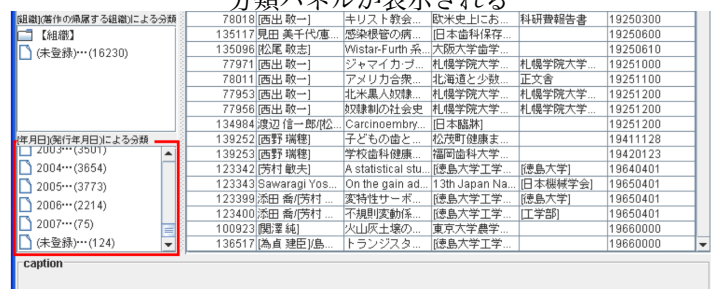 分類パネルが表示される
[組織](著作の帰属する組織)による分類
【組織】
(未登録)…(16230)
[年月日](発行年月日)による分類
2003…(3501)
2004…(3654)
2005…(3773)
2006…(2214)
2007…(75)
(未登録)…(124)
78018 [西出 敬一] キリスト教会... 欧米史上にお... 科研費報告書 19250300
135117 見田 美千代/恵... 感染根管の病... [日本歯科保存... 19250600
135096 [松尾 敬志] Wistar-Furth 系... 大阪大学歯学... 19250610
77971 [西出 敬一] ジャマイカ·ブ... 札幌学院大学... 札幌学院大学... 19251000
78011 [西出 敬一] アメリカ合衆... 北海道と少数... 正文舎 19251100
77953 [西出 敬一] 北米黒人奴隷... 札幌学院大学... 札幌学院大学... 19251200
77956 [西出 敬一] 奴隷制の社会史 札幌学院大学... 札幌学院大学... 19251200
134984 渡辺 信一郎/[松... Carcinoembry... [日本臨牀] 19251200
139252 [西野 瑞穂] 子どもの歯と... 松茂町健康ま... 19411128
139253 [西野 瑞穂] 学校歯科健康... 福岡歯科大学... 19420123
123342 [芳村 敏夫] A statistical stu... [徳島大学工学... [徳島大学] 19640401
123343 Sawaragi Yos... On the gain ad... 13th Japan Na... [日本機械学会] 19650401
123399 添田 喬/[芳村 ... 変特性サーボ... [徳島大学工学... [徳島大学] 19650401
123400 添田 喬/[芳村 ... 不規則変動係... [徳島大学工学... [工学部] 19650401
100923 [関澤 純] 火山灰土壌の... 東京大学農学... 19660000
136517 [為貞 建臣]/島... トランジスタ... [徳島大学工学... 19660000
caption